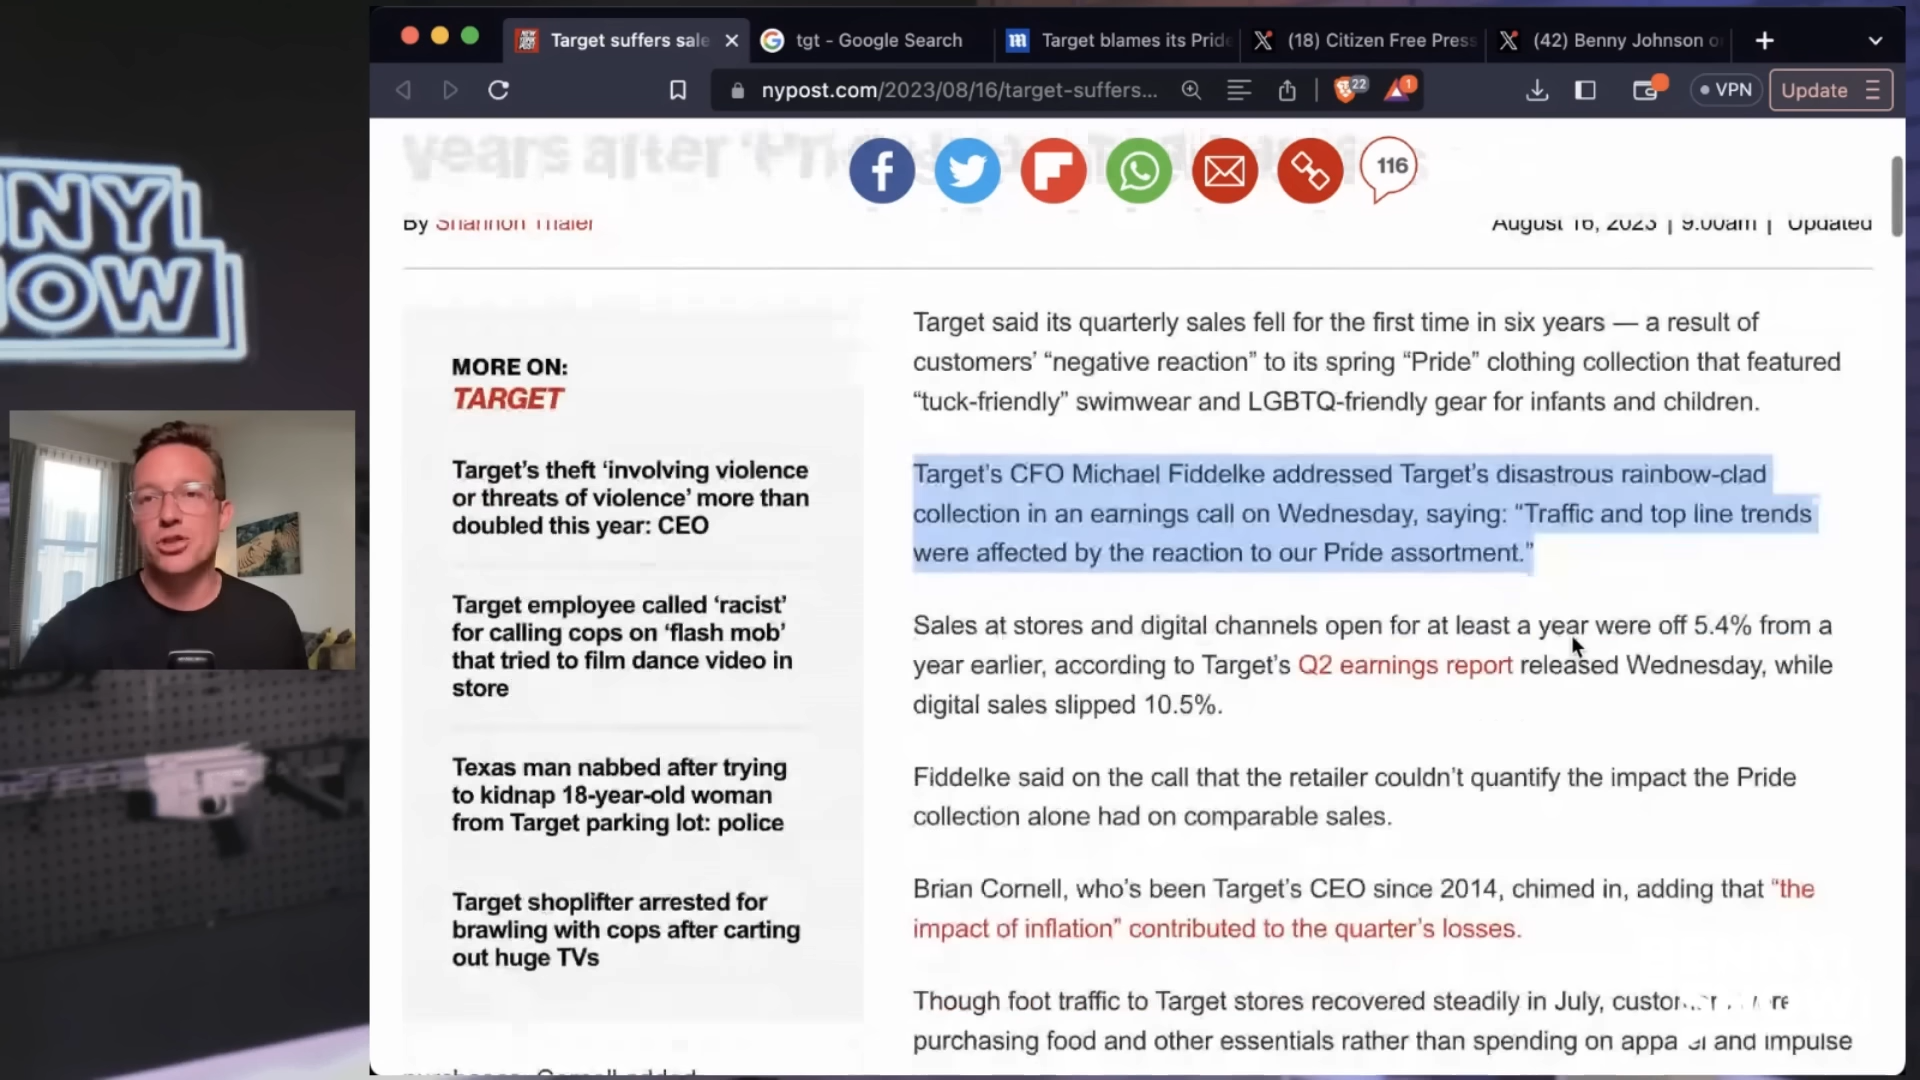 Target suffers sale
tgt - Google Search
Target blames its Prid
(18) Citizen Free Press
(42) Benny Johnson o
nypost.com/2023/08/16/target-suffers...
22
1
VPN
Update
NY
OW
years after ‘Pri
116
By Shannon Thaler
August 16, 2023 | 9:00am | Updated
MORE ON:
TARGET
Target’s theft ‘involving violence
or threats of violence’ more than
doubled this year: CEO
Target employee called ‘racist’
for calling cops on ‘flash mob’
that tried to film dance video in
store
Texas man nabbed after trying
to kidnap 18-year-old woman
from Target parking lot: police
Target shoplifter arrested for
brawling with cops after carting
out huge TVs
Target said its quarterly sales fell for the first time in six years — a result of
customers’ “negative reaction” to its spring “Pride” clothing collection that featured
“tuck-friendly” swimwear and LGBTQ-friendly gear for infants and children.
Target’s CFO Michael Fiddelke addressed Target’s disastrous rainbow-clad
collection in an earnings call on Wednesday, saying: “Traffic and top line trends
were affected by the reaction to our Pride assortment.”
Sales at stores and digital channels open for at least a year were off 5.4% from a
year earlier, according to Target’s Q2 earnings report released Wednesday, while
digital sales slipped 10.5%.
Fiddelke said on the call that the retailer couldn’t quantify the impact the Pride
collection alone had on comparable sales.
Brian Cornell, who’s been Target’s CEO since 2014, chimed in, adding that “the
impact of inflation” contributed to the quarter’s losses.
Though foot traffic to Target stores recovered steadily in July,
purchasing food and other essentials rather than spending on and impulse